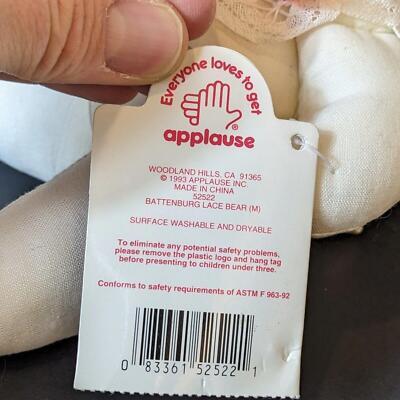 Everyone loves to get
applause®
WOODLAND HILLS, CA 91365
© 1993 APPLAUSE INC.
MADE IN CHINA
52522
BATTENBURG LACE BEAR (M)
SURFACE WASHABLE AND DRYABLE
To eliminate any potential safety problems,
please remove the plastic logo and hang tag
before presenting to children under three.
Conforms to safety requirements of ASTM F 963-92
0 83361 52522 1